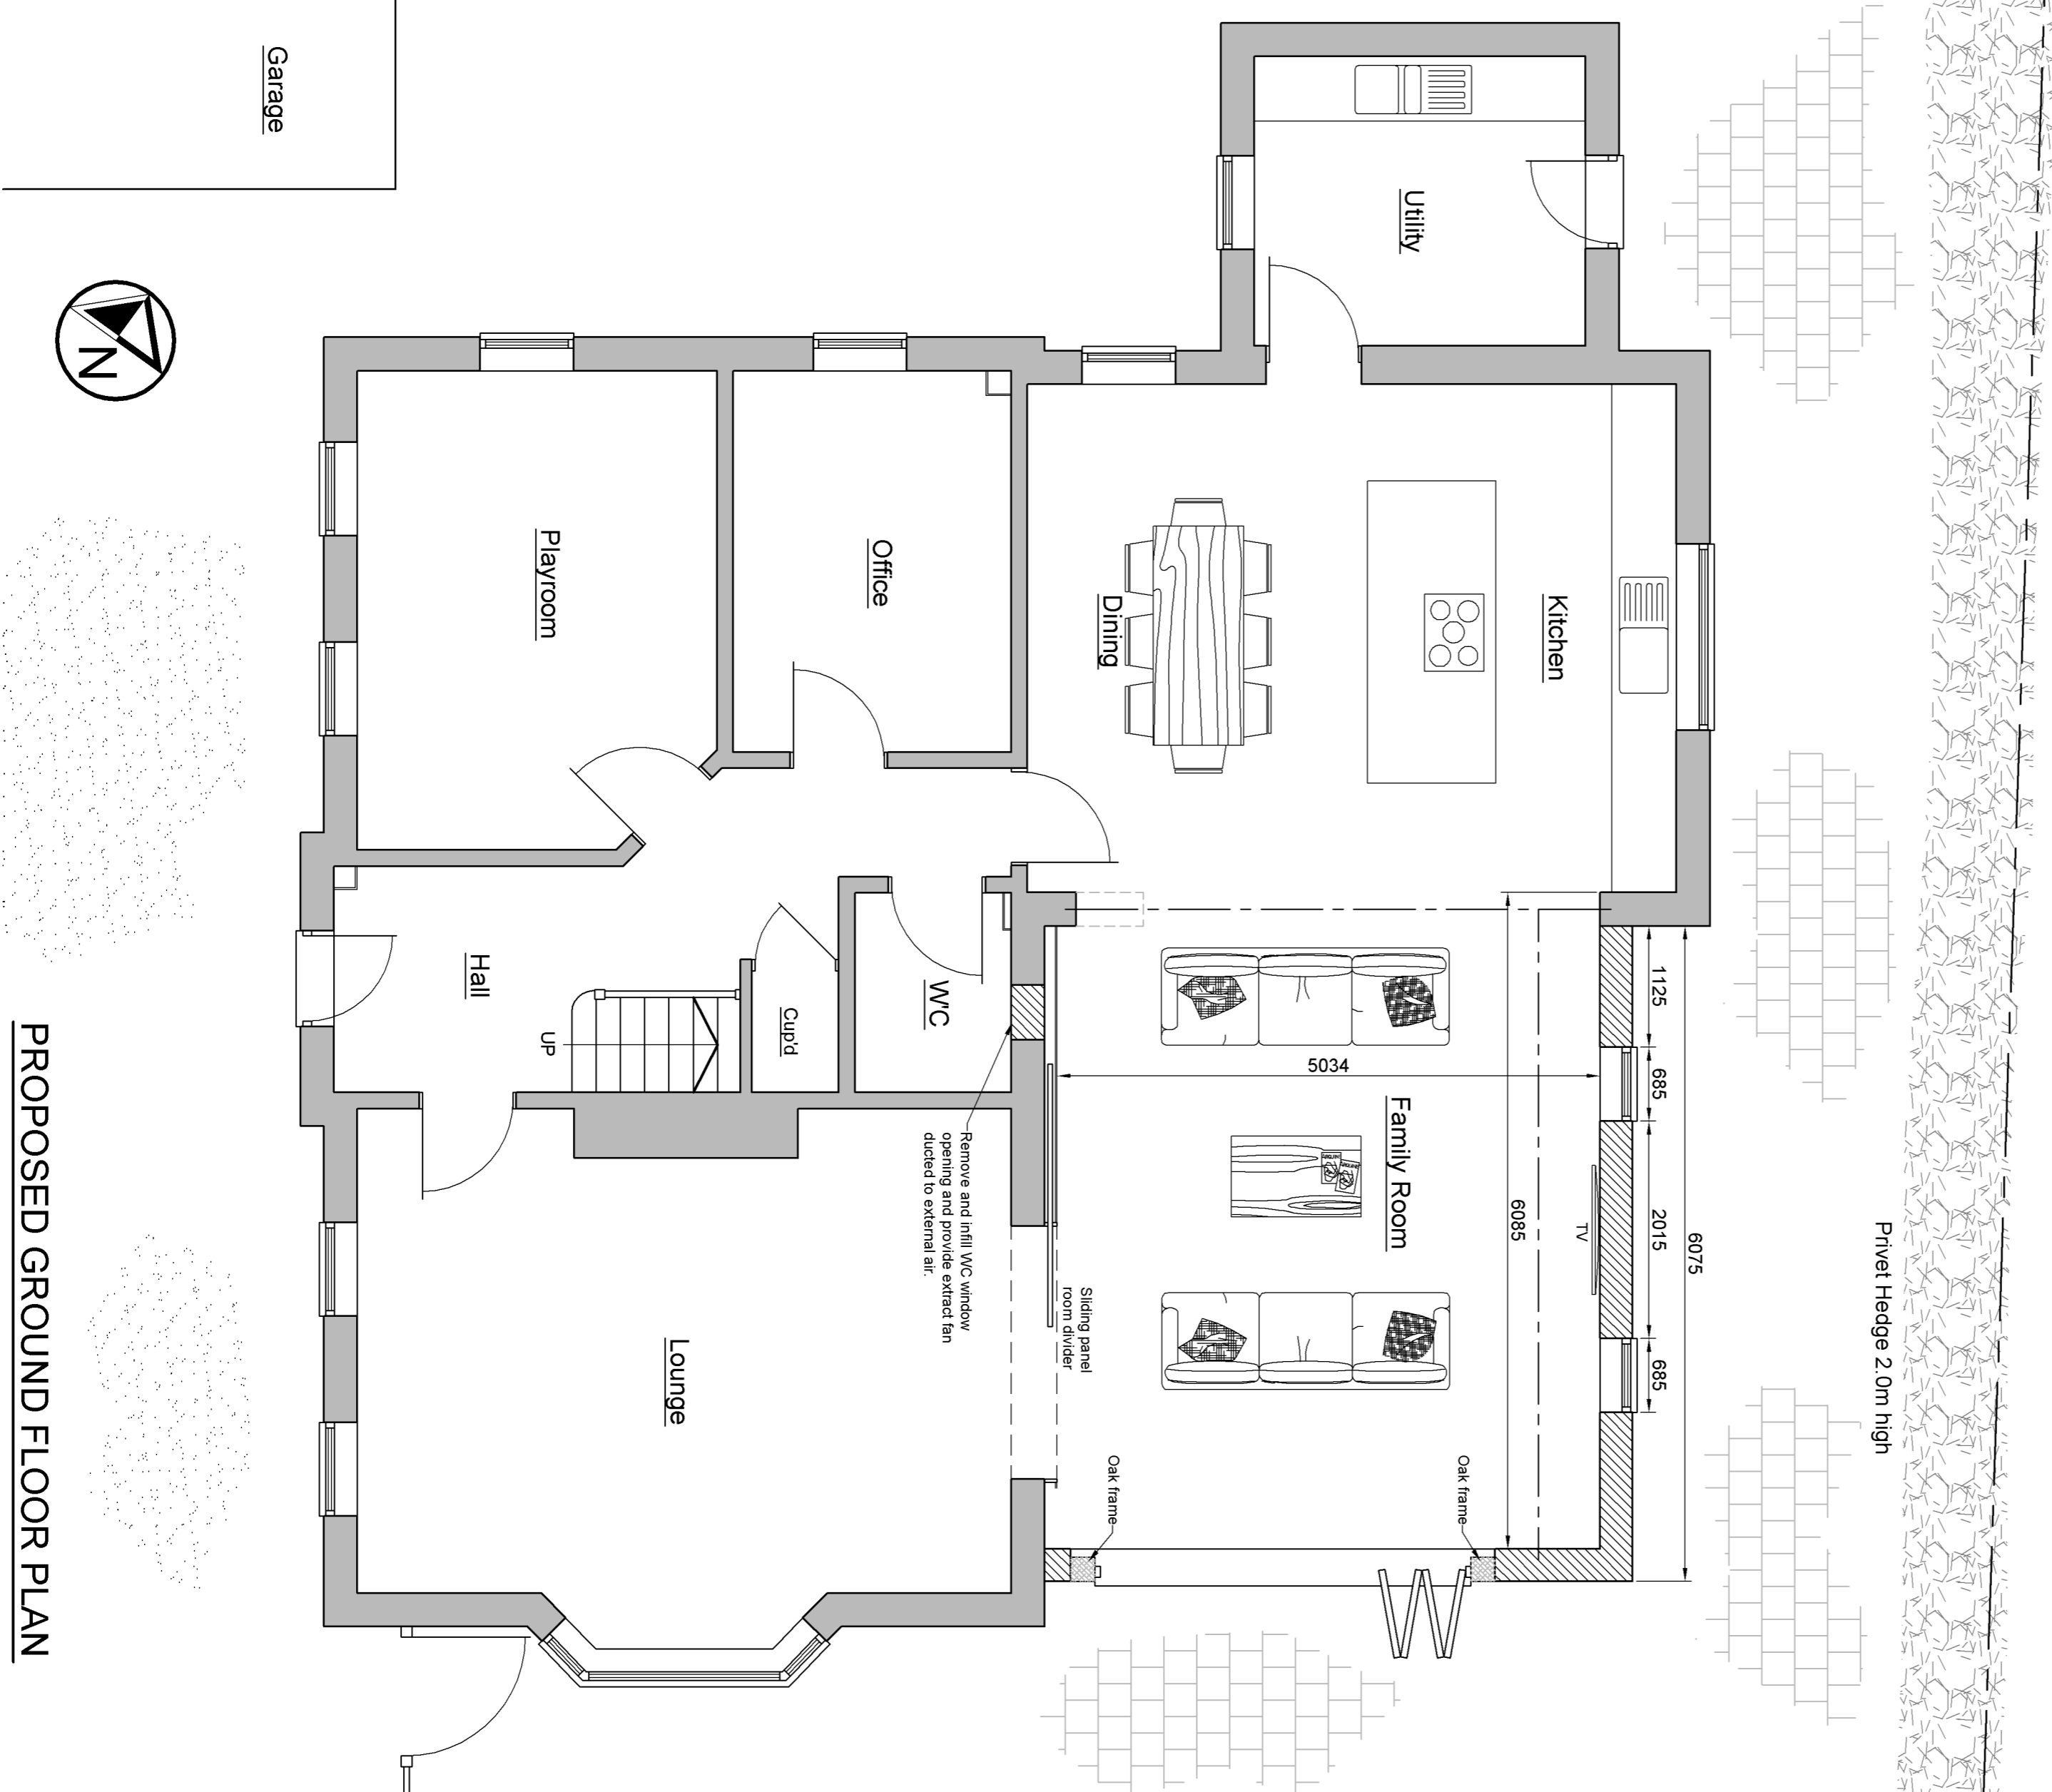 Garage
Utility
N
Playroom
Office
Dining
Kitchen
Hall
UP
Cup'd
W'C
Remove and infill WC window
opening and provide extract fan
ducted to external air.
Sliding panel
room divider
Lounge
Family Room
TV
5034
6085
1125
685
2015
685
6075
Oak frame
Oak frame
Privet Hedge 2.0m high
PROPOSED GROUND FLOOR PLAN